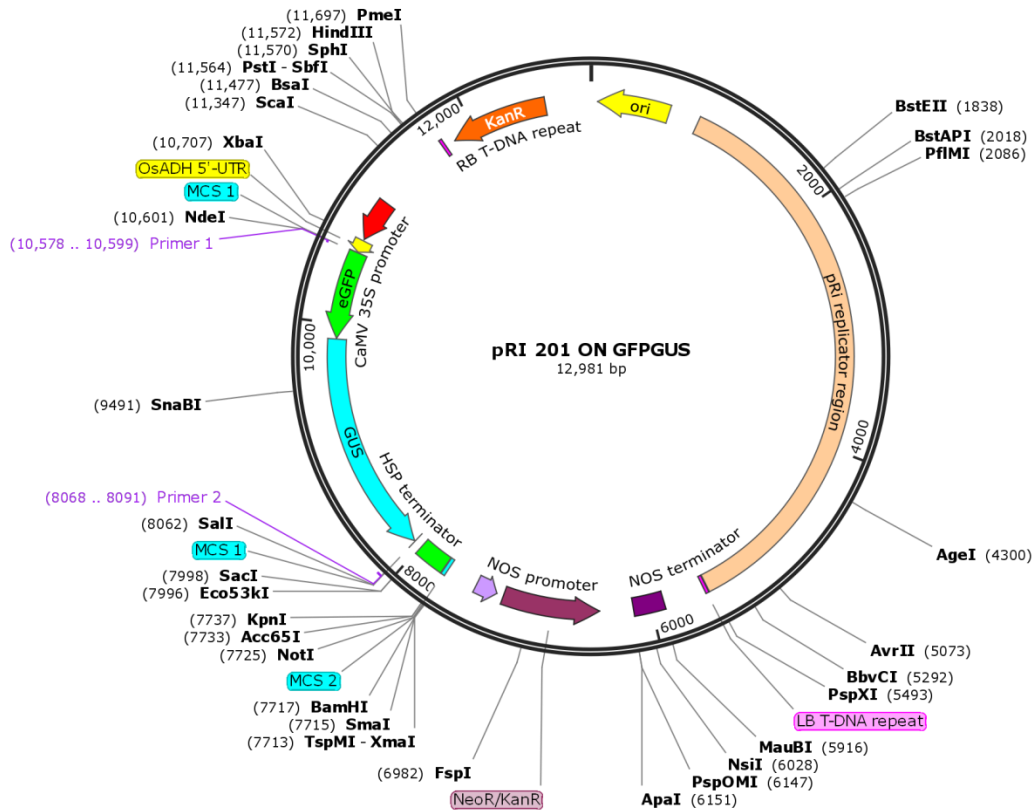 (11,697) PmeI
(11,572) HindIII
(11,570) SphI
(11,564) PstI - SbfI
(11,477) BsaI
(11,347) ScaI
(10,707) XbaI
OsADH 5'-UTR
MCS 1
(10,601) NdeI
(10,578 .. 10,599) Primer 1
(9491) SnaBI
(8068 .. 8091) Primer 2
(8062) SalI
MCS 1
(7998) SacI
(7996) Eco53kI
(7737) KpnI
(7733) Acc65I
(7725) NotI
MCS 2
(7717) BamHI
(7715) SmaI
(7713) TspMI - XmaI
(6982) FspI
NeoR/KanR
ApaI (6151)
PspOMI (6147)
NsiI (6028)
MauBI (5916)
LB T-DNA repeat
PspXI (5493)
BbvCI (5292)
AvrII (5073)
AgeI (4300)
PflMI (2086)
BstAPI (2018)
BstEII (1838)
12,000
KanR
RB T-DNA repeat
ori
2000
pRi replicator region
4000
6000
8000
10,000
CaMV 35S promoter
eGFP
GUS
HSP terminator
NOS promoter
NOS terminator
pRI 201 ON GFPGUS
12,981 bp